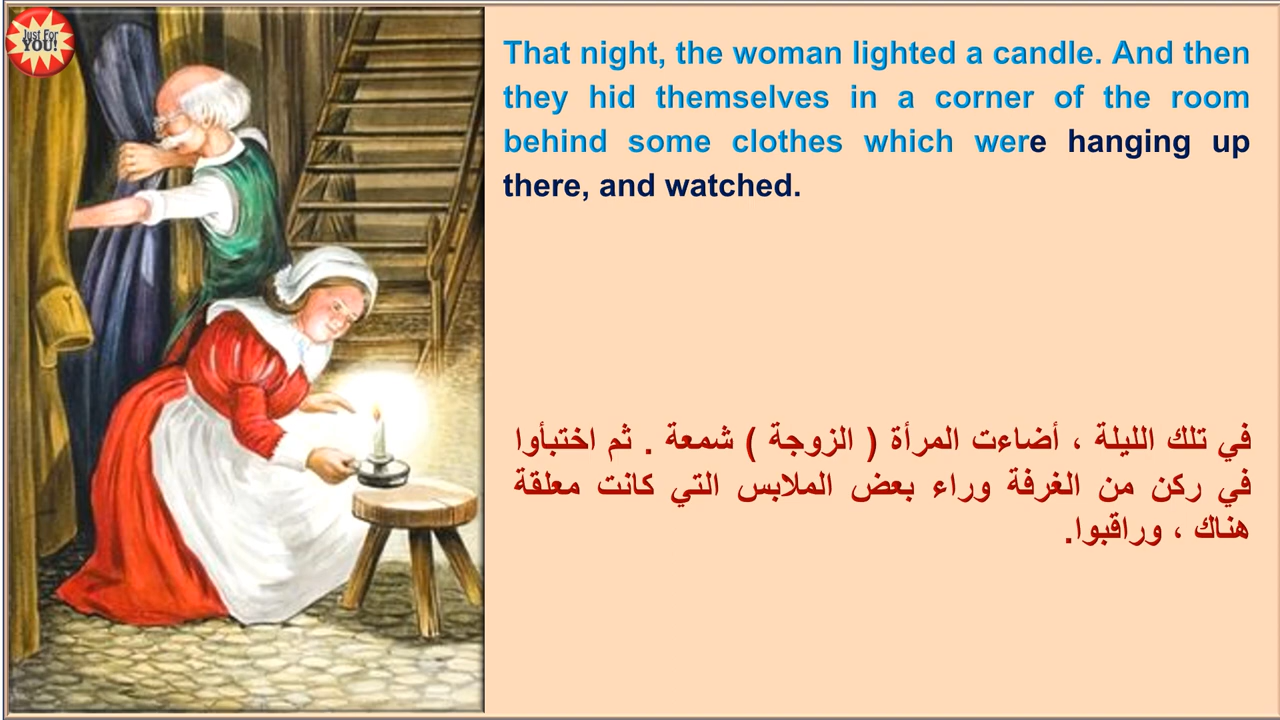 Just For
YOU!
That night, the woman lighted a candle. And then
they hid themselves in a corner of the room
behind some clothes which were hanging up
there, and watched.
في تلك الليلة ، أضاءت المرأة ( الزوجة ) شمعة . ثم اختبأوا
في ركن من الغرفة وراء بعض الملابس التي كانت معلقة
هناك ، وراقبوا.